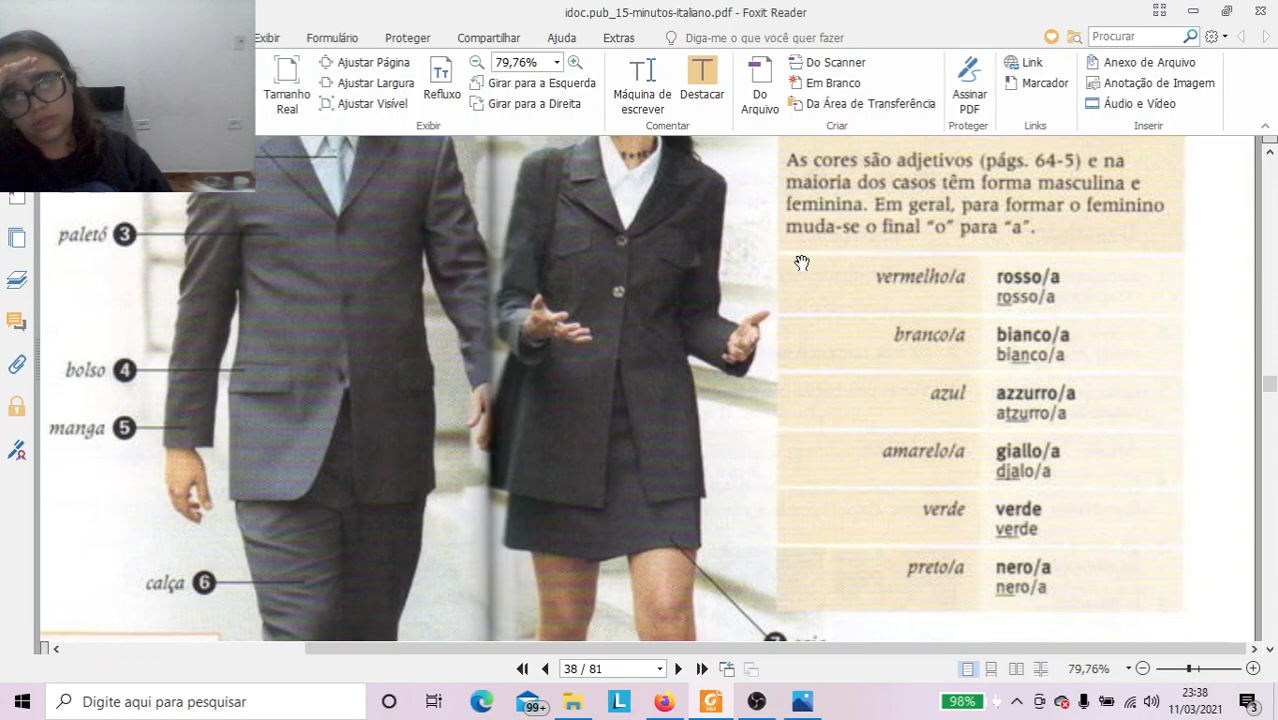 idoc.pub_15-minutos-italiano.pdf - Foxit Reader
Exibir Formulário Proteger Compartilhar Ajuda Extras Diga-me o que você quer fazer Procurar
Tamanho Real
Ajustar Página
Ajustar Largura
Ajustar Visível
Refluxo
79,76%
Girar para a Esquerda
Girar para a Direita
Exibir
Máquina de escrever
Destacar
Comentar
Do Arquivo
Do Scanner
Em Branco
Da Área de Transferência
Criar
Assinar PDF
Proteger
Link
Marcador
Links
Anexo de Arquivo
Anotação de Imagem
Áudio e Vídeo
Inserir
As cores são adjetivos (págs. 64-5) e na
maioria dos casos têm forma masculina e
feminina. Em geral, para formar o feminino
muda-se o final “o” para “a”.
paletó 3
bolso 4
manga 5
calça 6
vermelho/a rosso/a
rosso/a
branco/a bianco/a
bianco/a
azul azzurro/a
atzurro/a
amarelo/a giallo/a
djalo/a
verde verde
verde
preto/a nero/a
nero/a
38 / 81
79,76%
Digite aqui para pesquisar
99+
L
98%
23:38
11/03/2021
3